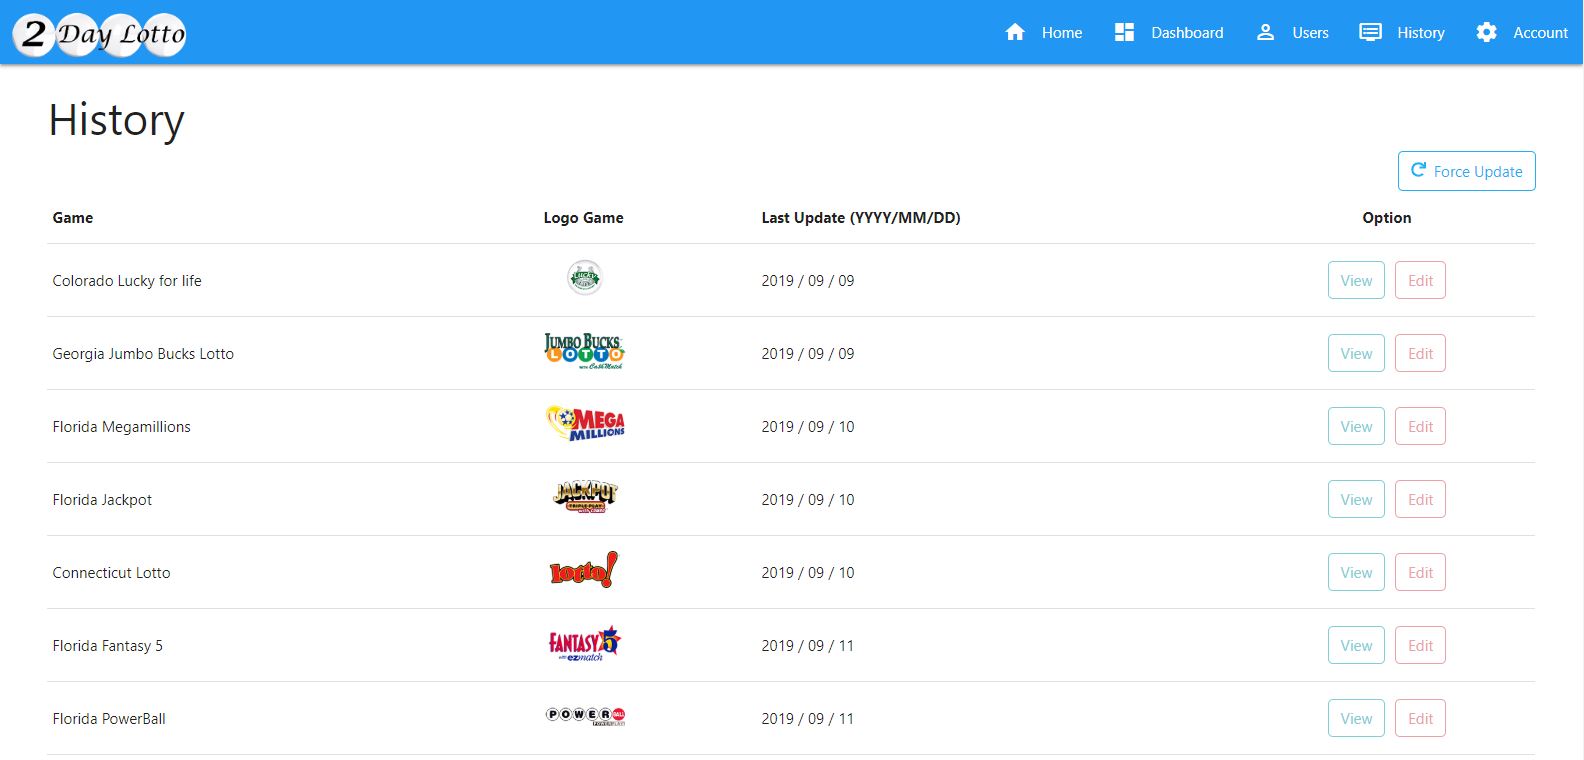 2 Day Lotto
Home Dashboard Users History Account
History
Force Update
Game Logo Game Last Update (YYYY/MM/DD) Option
LUCKY
Colorado Lucky for life 2019 / 09 / 09 View Edit
JUMBO BUCKS
LOTTO
WITH Ca$h Match
Georgia Jumbo Bucks Lotto 2019 / 09 / 09 View Edit
MEGA
MILLIONS
Florida Megamillions 2019 / 09 / 10 View Edit
JACKPOT
TRIPLE PLAY
Florida Jackpot 2019 / 09 / 10 View Edit
lotto!
Connecticut Lotto 2019 / 09 / 10 View Edit
FANTASY 5
with ezmatch
Florida Fantasy 5 2019 / 09 / 11 View Edit
POWERBALL
POWERPLAY
Florida PowerBall 2019 / 09 / 11 View Edit